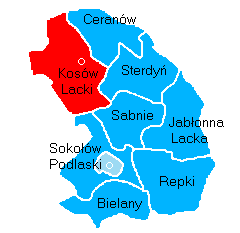 Ceranów
Kosów
Lacki
Sterdyń
Sabnie
Jabłonna
Lacka
Sokołów
Podlaski
Repki
Bielany